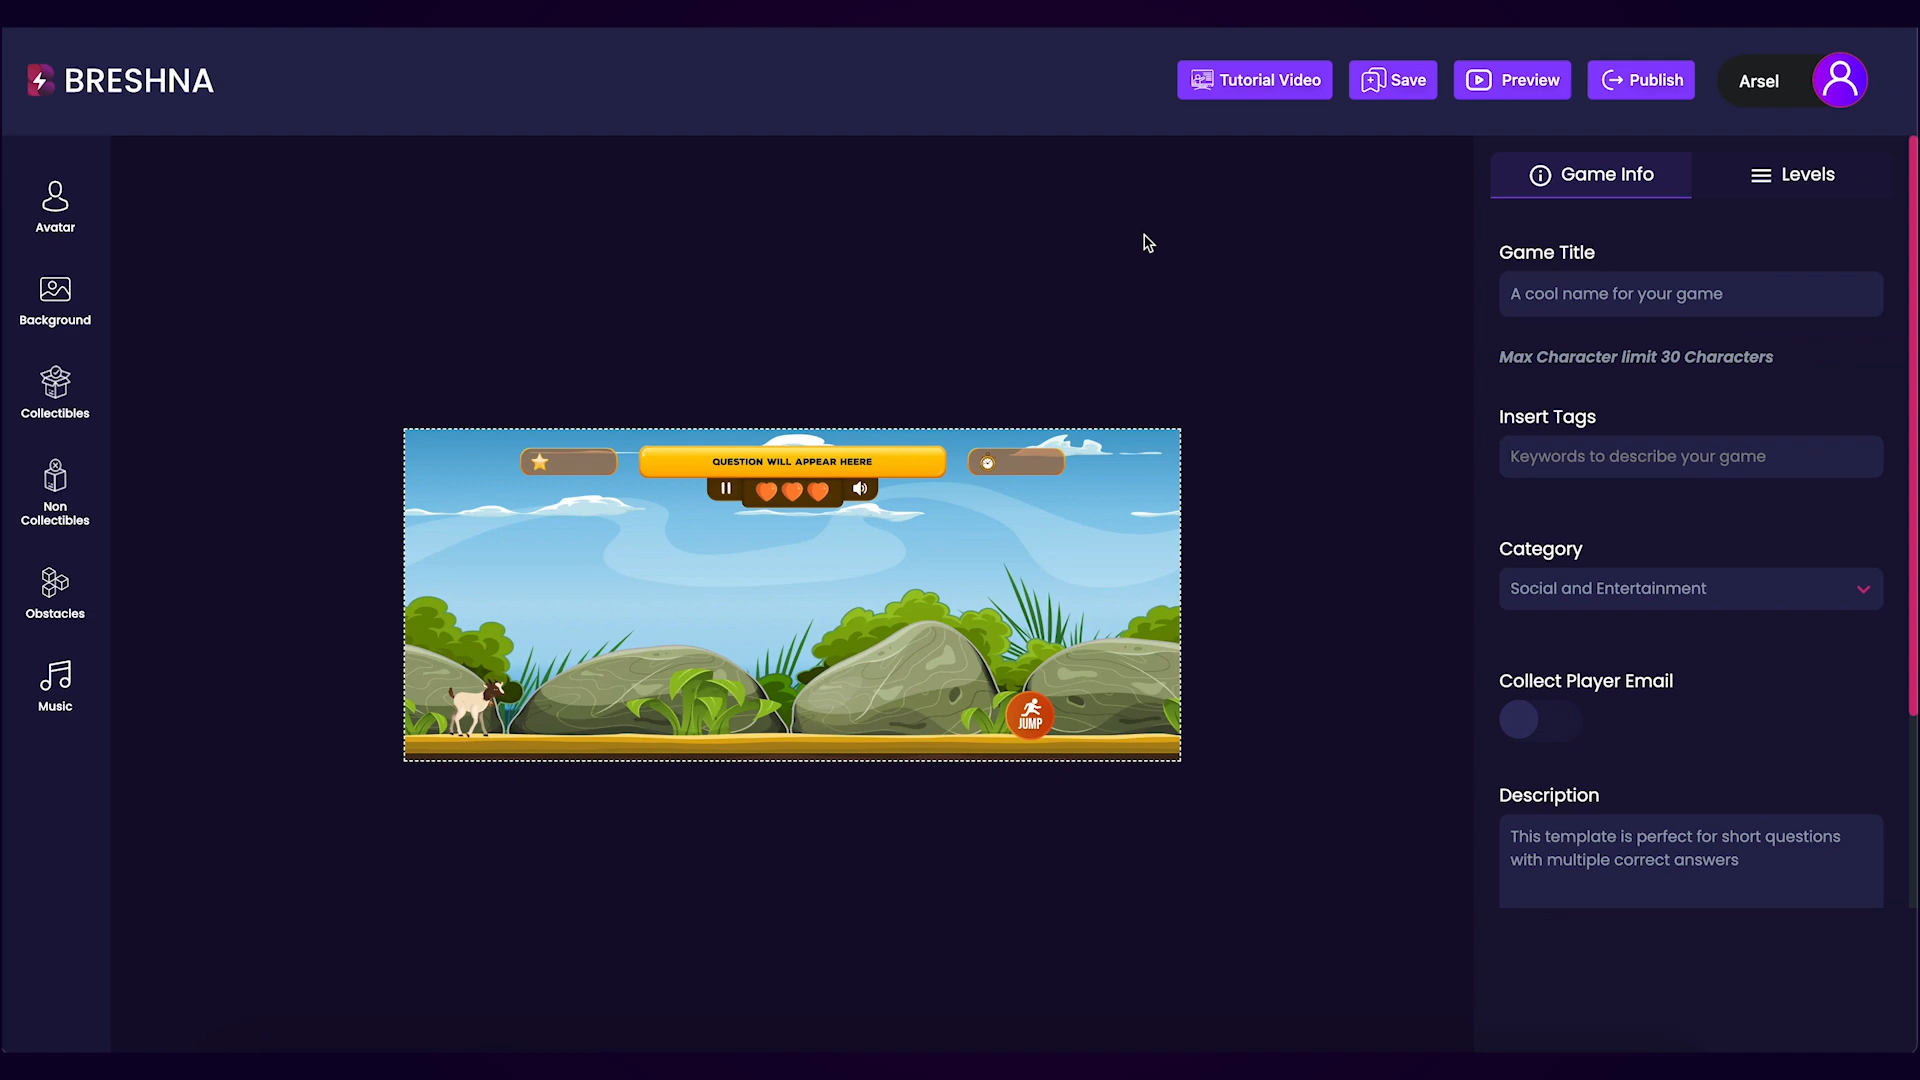 BRESHNA
Tutorial Video
Save
Preview
Publish
Arsel
Avatar
Background
Collectibles
Non
Collectibles
Obstacles
Music
QUESTION WILL APPEAR HEERE
JUMP
Game Info
Levels
Game Title
A cool name for your game
Max Character limit 30 Characters
Insert Tags
Keywords to describe your game
Category
Social and Entertainment
Collect Player Email
Description
This template is perfect for short questions
with multiple correct answers